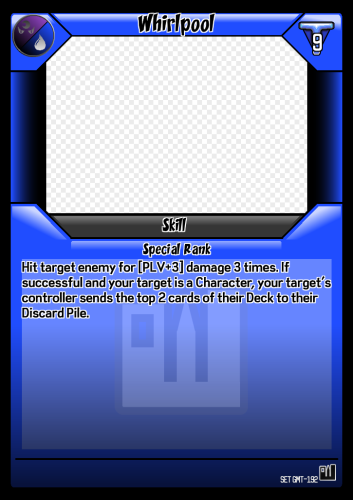 Whirlpool
9
Skill
Special Rank
Hit target enemy for [PLV+3] damage 3 times. If
successful and your target is a Character, your target's
controller sends the top 2 cards of their Deck to their
Discard Pile.
SET GMT-192